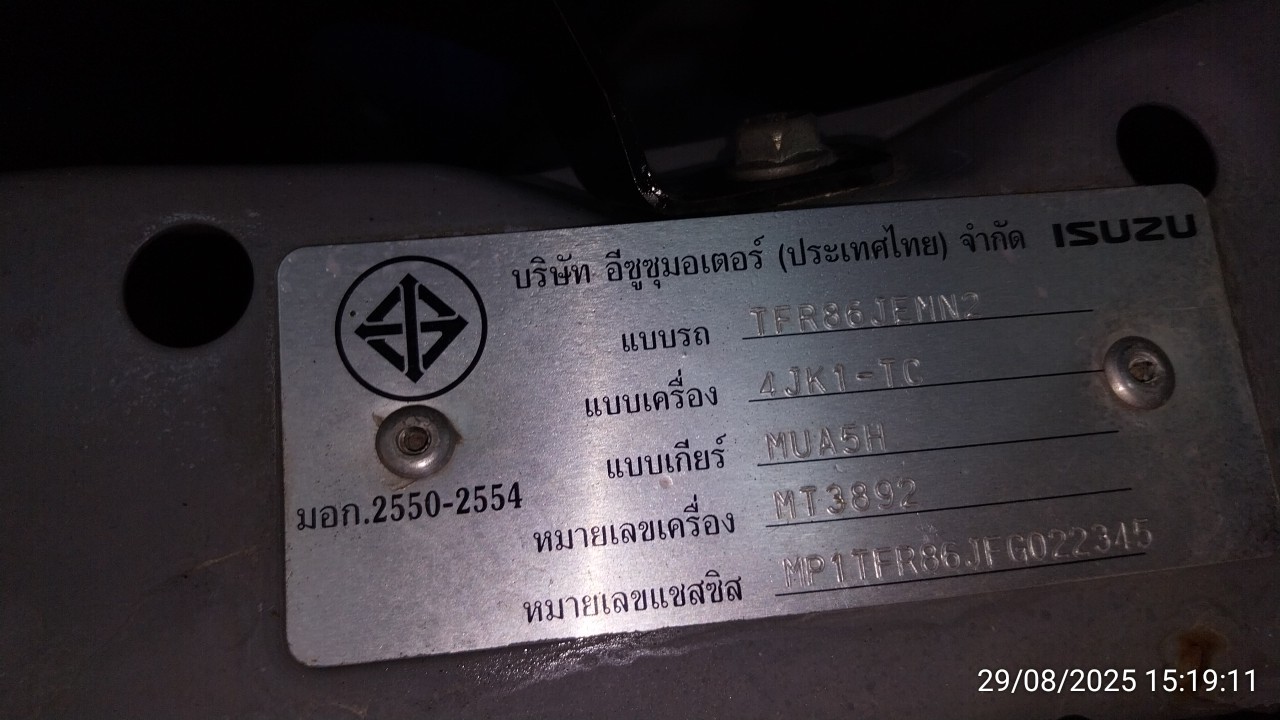 บริษัท อีซูซุมอเตอร์ (ประเทศไทย) จำกัด ISUZU
แบบรถ TFR86JEMN2
แบบเครื่อง 4JK1-TC
แบบเกียร์ MUA5H
มอก.2550-2554
หมายเลขเครื่อง MT3892
หมายเลขแชสซิส MP1TFR86JFG022345
29/08/2025 15:19:11